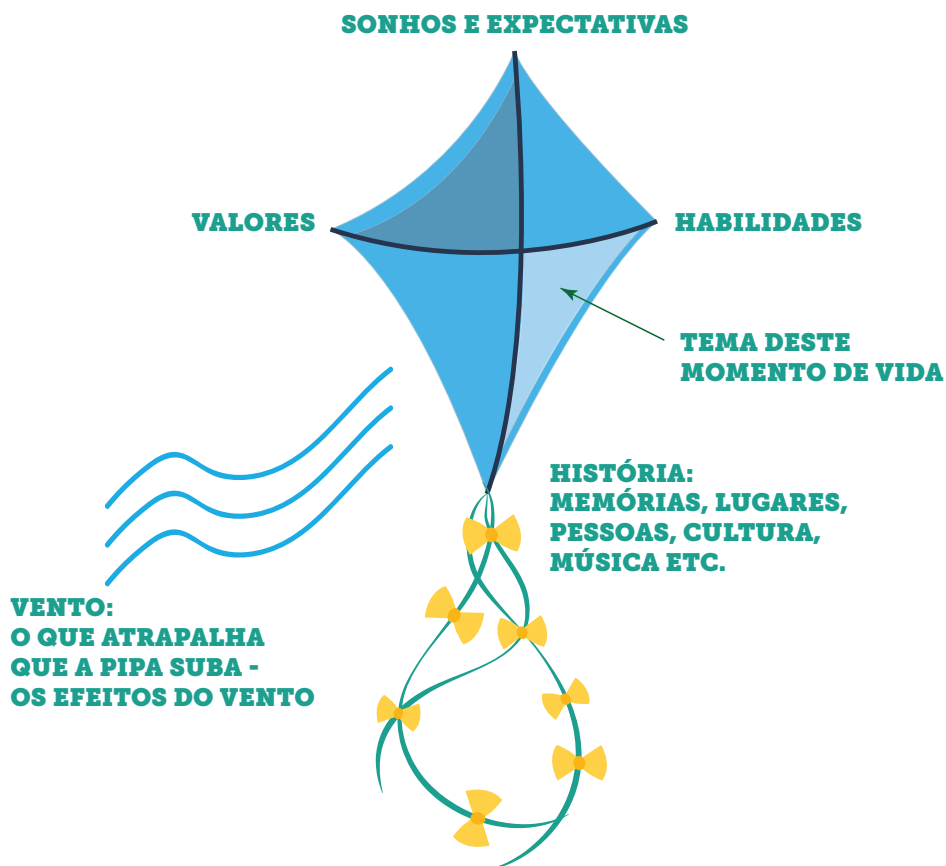 SONHOS E EXPECTATIVAS
VALORES
HABILIDADES
TEMA DESTE
MOMENTO DE VIDA
HISTÓRIA:
MEMÓRIAS, LUGARES,
PESSOAS, CULTURA,
MÚSICA ETC.
VENTO:
O QUE ATRAPALHA
QUE A PIPA SUBA -
OS EFEITOS DO VENTO